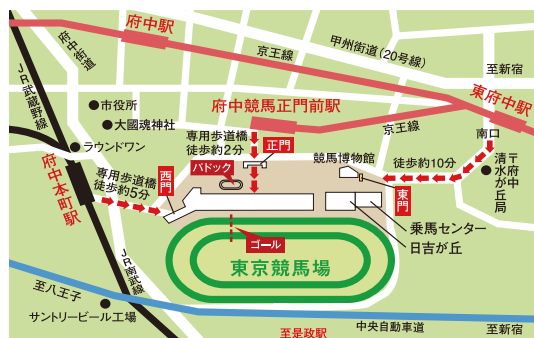 府中駅
府中街道
京王線
甲州街道(20号線)
至新宿
JR武蔵野線
市役所
大國魂神社
府中競馬正門前駅
東府中駅
京王線
南口
ラウンドワン
専用歩道橋
徒歩約2分
正門
競馬博物館
徒歩約10分
〒府中
清水が丘局
府中本町駅
専用歩道橋
徒歩約5分
西門
パドック
東門
乗馬センター
日吉が丘
ゴール
東京競馬場
JR南武線
至八王子
サントリービール工場
至是政駅
中央自動車道
至新宿